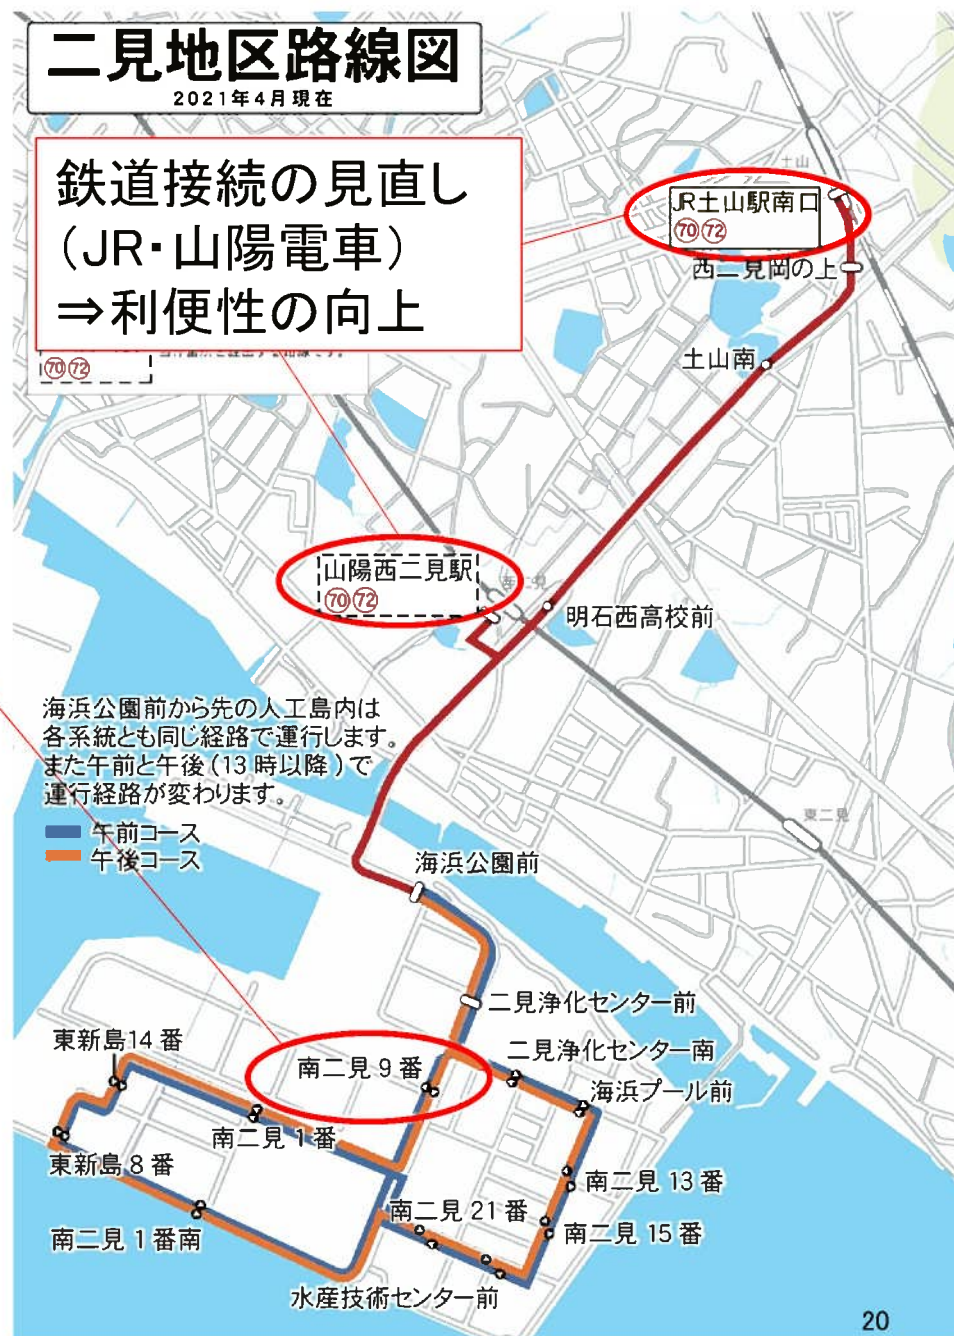 二見地区路線図
2021年4月現在
鉄道接続の見直し
(JR・山陽電車)
⇒利便性の向上
⑦⓪⑦②
土山
JR土山駅南口
70 72
西二見岡の上
土山南
山陽西二見駅
70 72
西二見
明石西高校前
海浜公園前から先の人工島内は
各系統とも同じ経路で運行します。
また午前と午後(13時以降)で
運行経路が変わります。
午前コース
午後コース
東二見
海浜公園前
二見浄化センター前
東新島14番
南二見9番
二見浄化センター南
海浜プール前
南二見1番
東新島8番
南二見13番
南二見21番
南二見15番
南二見1番南
水産技術センター前
20